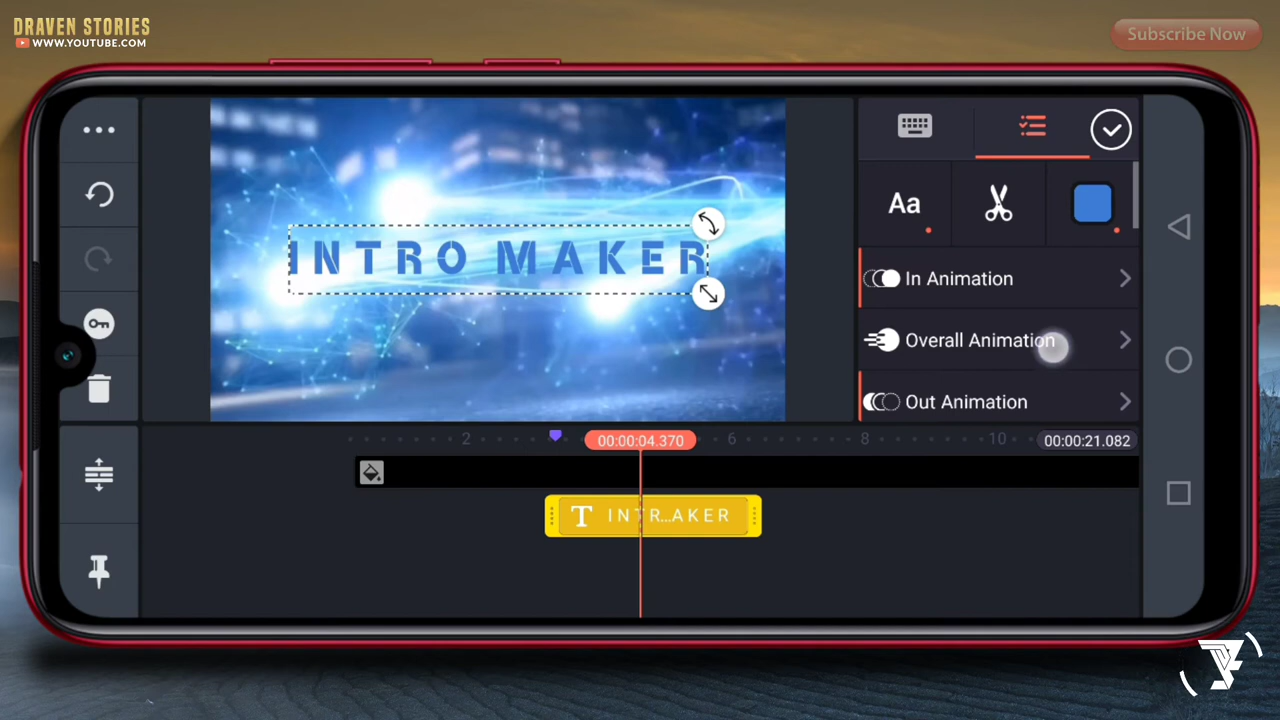 DRAVEN STORIES
WWW.YOUTUBE.COM
Subscribe Now
INTRO MAKER
Aa
In Animation
Overall Animation
Out Animation
2
00:00:04.370
6
8
10
00:00:21.082
T INTR...AKER